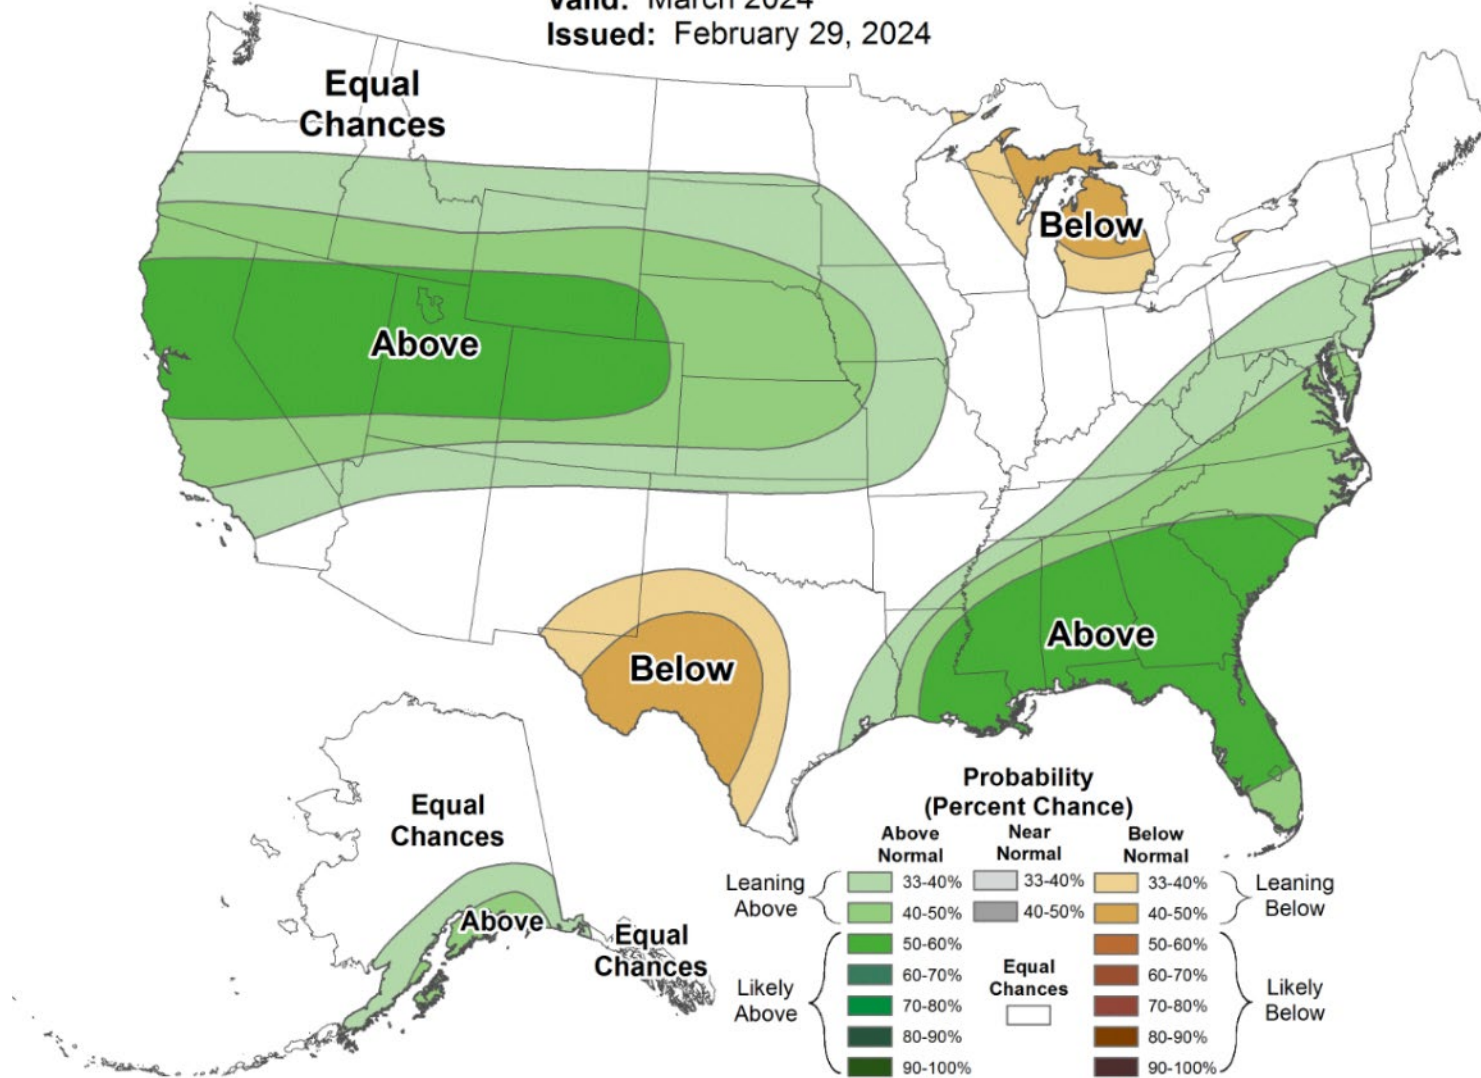 Valid: March 2024
Issued: February 29, 2024
Equal
Chances
Above
Below
Below
Above
Equal
Chances
Above
Equal
Chances
Probability
(Percent Chance)
Above
Normal
Near
Normal
Below
Normal
Leaning
Above
33-40%
33-40%
33-40%
Leaning
Below
40-50%
40-50%
40-50%
50-60%
50-60%
60-70%
Equal
Chances
60-70%
Likely
Above
70-80%
70-80%
Likely
Below
80-90%
80-90%
90-100%
90-100%